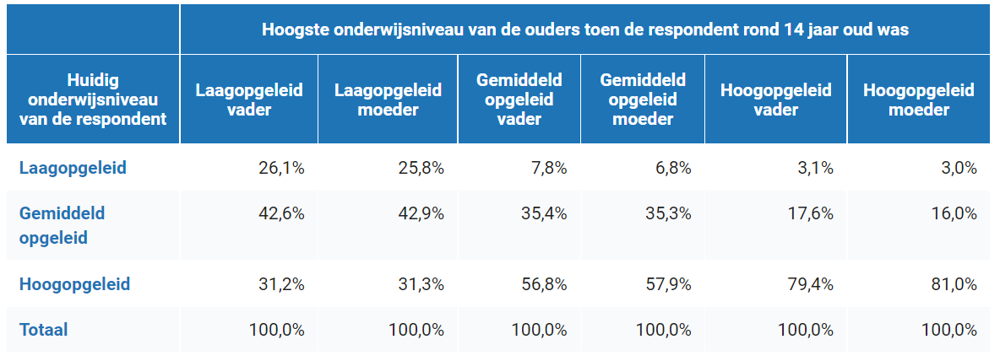 Hoogste onderwijsniveau van de ouders toen de respondent rond 14 jaar oud was
Huidig
onderwijsniveau
van de respondent
Laagopgeleid
vader
Laagopgeleid
moeder
Gemiddeld
opgeleid
vader
Gemiddeld
opgeleid
moeder
Hoogopgeleid
vader
Hoogopgeleid
moeder
Laagopgeleid 26,1% 25,8% 7,8% 6,8% 3,1% 3,0%
Gemiddeld 42,6% 42,9% 35,4% 35,3% 17,6% 16,0%
opgeleid
Hoogopgeleid 31,2% 31,3% 56,8% 57,9% 79,4% 81,0%
Totaal 100,0% 100,0% 100,0% 100,0% 100,0% 100,0%